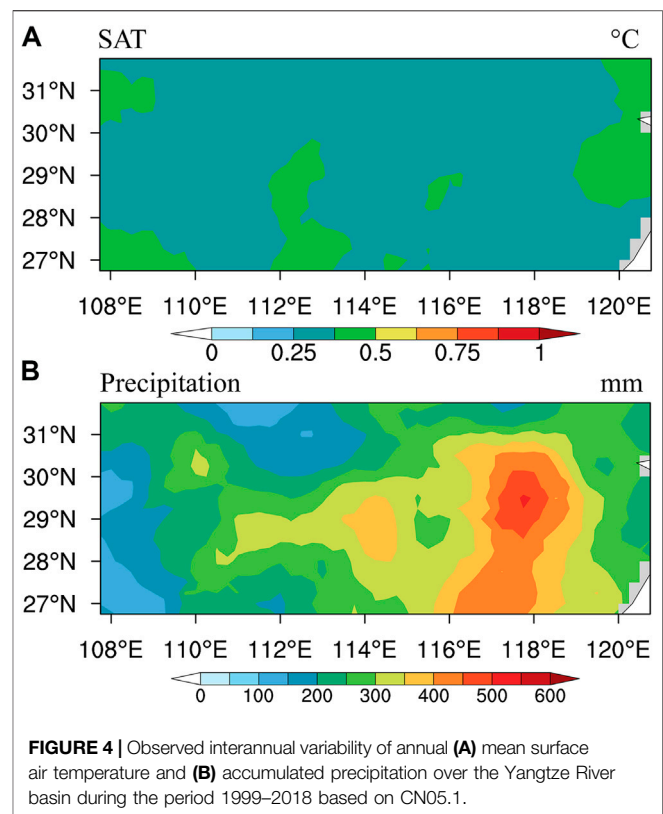 A SAT °C
31°N
30°N
29°N
28°N
27°N
108°E 110°E 112°E 114°E 116°E 118°E 120°E
0 0.25 0.5 0.75 1
B Precipitation mm
31°N
30°N
29°N
28°N
27°N
108°E 110°E 112°E 114°E 116°E 118°E 120°E
0 100 200 300 400 500 600
FIGURE 4 | Observed interannual variability of annual (A) mean surface
air temperature and (B) accumulated precipitation over the Yangtze River
basin during the period 1999–2018 based on CN05.1.